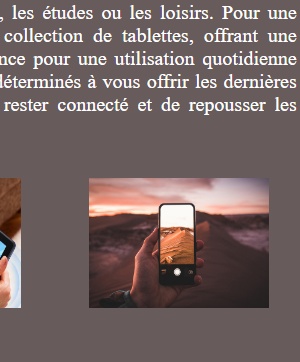 , les études ou les loisirs. Pour une
collection de tablettes, offrant une
nce pour une utilisation quotidienne
déterminés à vous offrir les dernières
rester connecté et de repousser les